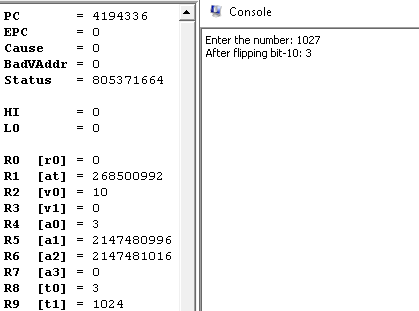 PC = 4194336
EPC = 0
Cause = 0
BadVAddr = 0
Status = 805371664
HI = 0
LO = 0
R0 [r0] = 0
R1 [at] = 268500992
R2 [v0] = 10
R3 [v1] = 0
R4 [a0] = 3
R5 [a1] = 2147480996
R6 [a2] = 2147481016
R7 [a3] = 0
R8 [t0] = 3
R9 [t1] = 1024
Console
Enter the number: 1027
After flipping bit-10: 3